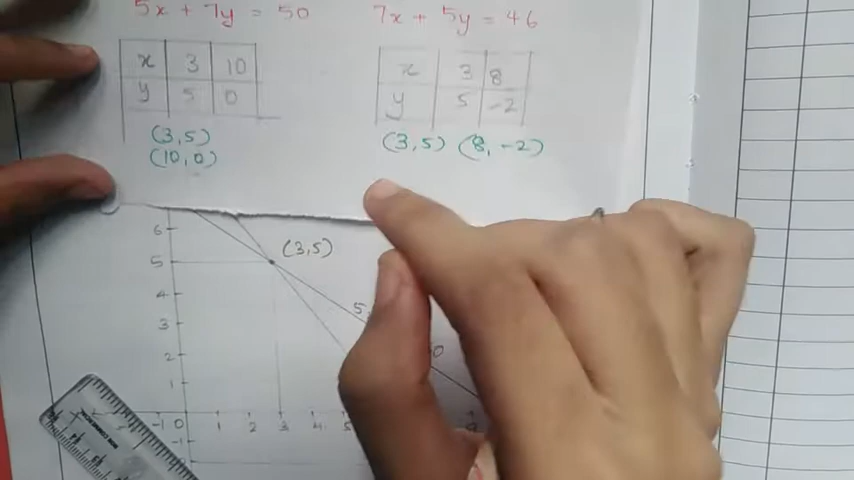 5x + 7y = 50 7x + 5y = 46
x 3 10
y 5 0
x 3 8
y 5 -2
(3,5)
(10,0)
(3,5) (8,-2)
6
(3,5)
5
4
3
2
1
-1 0 1 2 3 4
-1